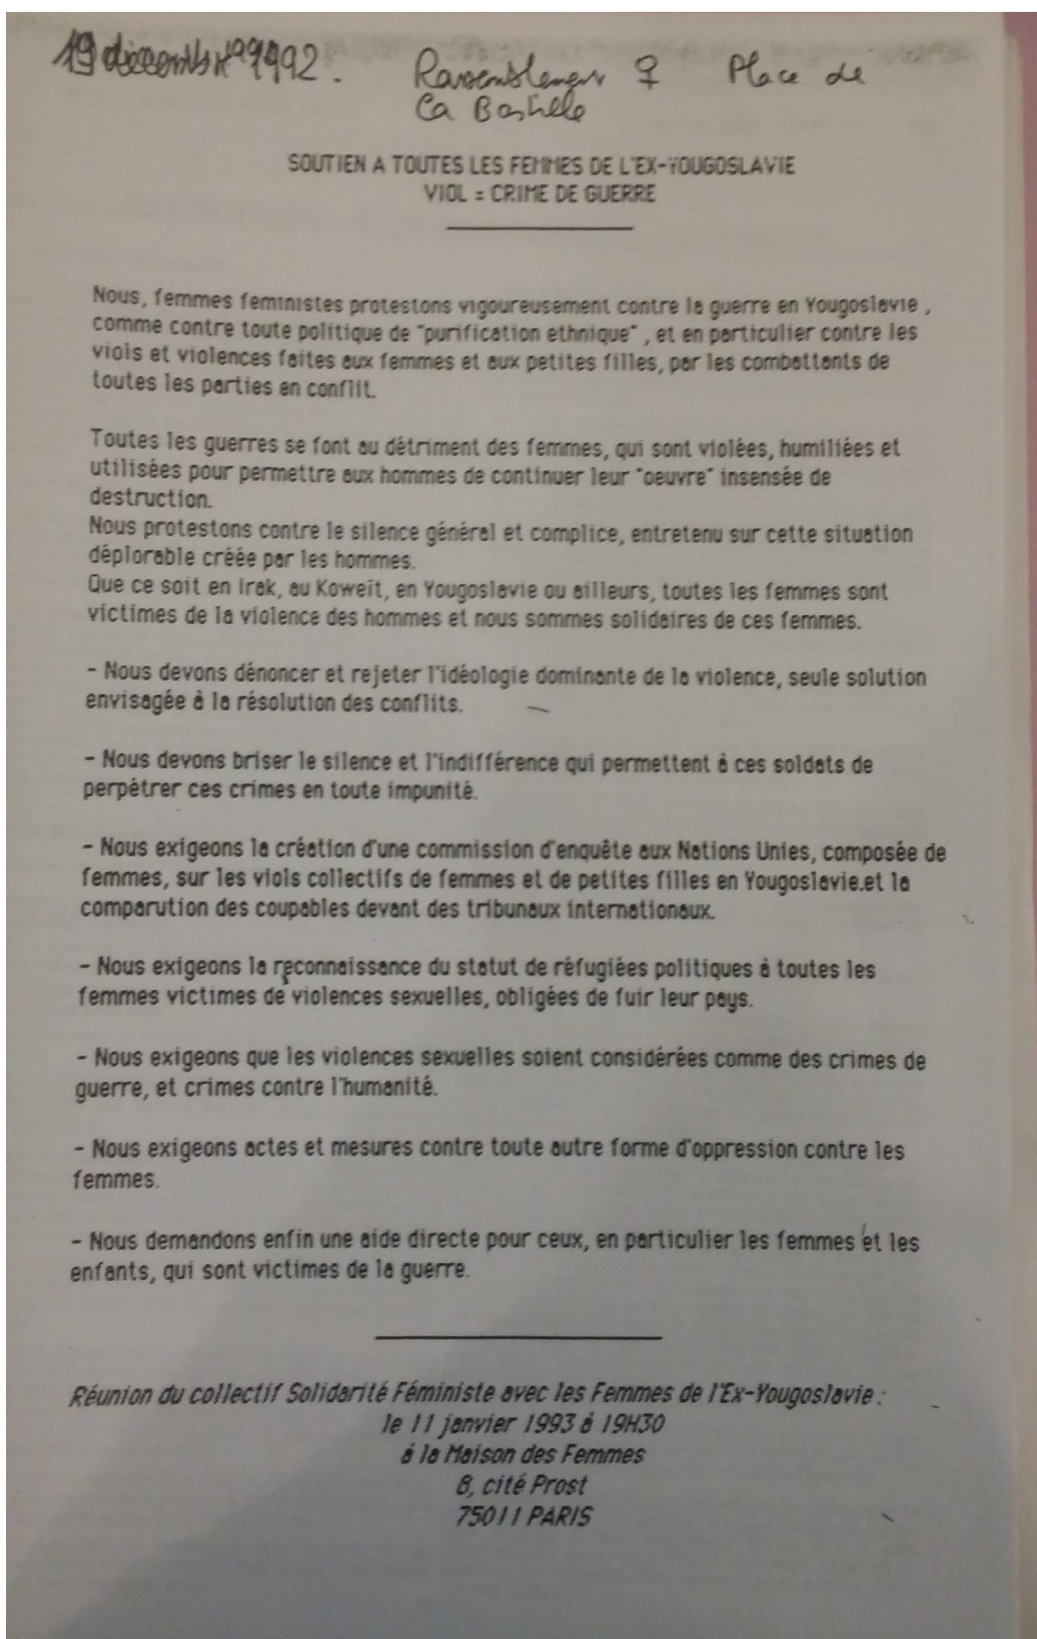 19 décembre 1992. Rassemblement ♀ Place de
la Bastille
SOUTIEN A TOUTES LES FEMMES DE L'EX-YOUGOSLAVIE
VIOL = CRIME DE GUERRE
Nous, femmes feministes protestons vigoureusement contre la guerre en Yougoslavie,
comme contre toute politique de "purification ethnique", et en particulier contre les
viols et violences faites aux femmes et aux petites filles, par les combattants de
toutes les parties en conflit.
Toutes les guerres se font au détriment des femmes, qui sont violées, humiliées et
utilisées pour permettre aux hommes de continuer leur "oeuvre" insensée de
destruction.
Nous protestons contre le silence général et complice, entretenu sur cette situation
déplorable créée par les hommes.
Que ce soit en Irak, au Koweït, en Yougoslavie ou ailleurs, toutes les femmes sont
victimes de la violence des hommes et nous sommes solidaires de ces femmes.
- Nous devons dénoncer et rejeter l'idéologie dominante de la violence, seule solution
envisagée à la résolution des conflits.
- Nous devons briser le silence et l'indifférence qui permettent à ces soldats de
perpétrer ces crimes en toute impunité.
- Nous exigeons la création d'une commission d'enquête aux Nations Unies, composée de
femmes, sur les viols collectifs de femmes et de petites filles en Yougoslavie.et la
comparution des coupables devant des tribunaux internationaux.
- Nous exigeons la reconnaissance du statut de réfugiées politiques à toutes les
femmes victimes de violences sexuelles, obligées de fuir leur pays.
- Nous exigeons que les violences sexuelles soient considérées comme des crimes de
guerre, et crimes contre l'humanité.
- Nous exigeons actes et mesures contre toute autre forme d'oppression contre les
femmes.
- Nous demandons enfin une aide directe pour ceux, en particulier les femmes et les
enfants, qui sont victimes de la guerre.
Réunion du collectif Solidarité Féministe avec les Femmes de l'Ex-Yougoslavie :
le 11 janvier 1993 à 19H30
à la Maison des Femmes
8, cité Prost
75011 PARIS